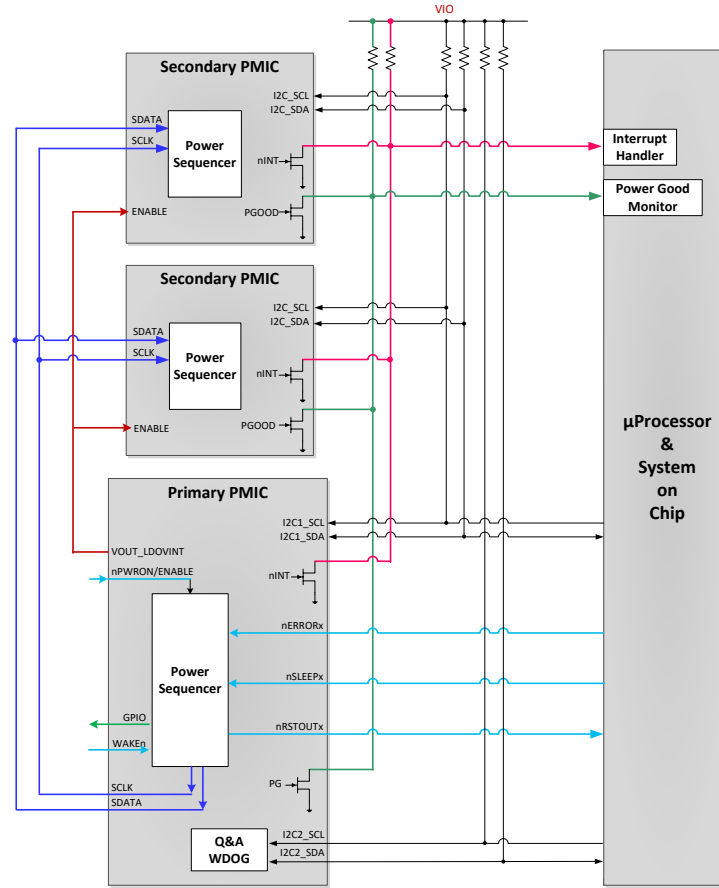 VIO
Secondary PMIC
I2C_SCL
I2C_SDA
SDATA
SCLK
Power
Sequencer
nINT
PGOOD
ENABLE
Interrupt
Handler
Power Good
Monitor
Secondary PMIC
I2C_SCL
I2C_SDA
SDATA
SCLK
Power
Sequencer
nINT
PGOOD
ENABLE
µProcessor
&
System
on
Chip
Primary PMIC
I2C1_SCL
I2C1_SDA
VOUT_LDOVINT
nPWRON/ENABLE
nINT
nERRORx
Power
Sequencer
nSLEEPx
GPIO
nRSTOUTx
WAKEn
SCLK
SDATA
PG
Q&A
WDOG
I2C2_SCL
I2C2_SDA